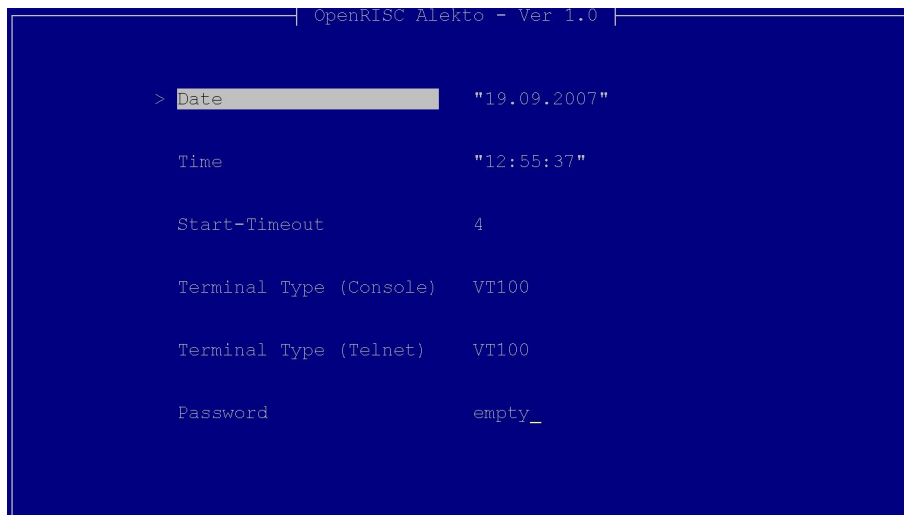 OpenRISC Alekto - Ver 1.0
> Date "19.09.2007"
Time "12:55:37"
Start-Timeout 4
Terminal Type (Console) VT100
Terminal Type (Telnet) VT100
Password empty_